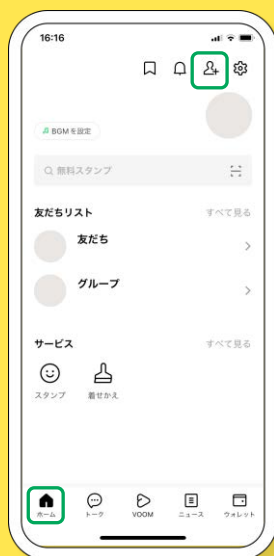 16:16
BGMを設定
無料スタンプ
友だちリスト すべて見る
友だち
グループ
サービス すべて見る
スタンプ 着せかえ
ホーム トーク VOOM ニュース ウォレット